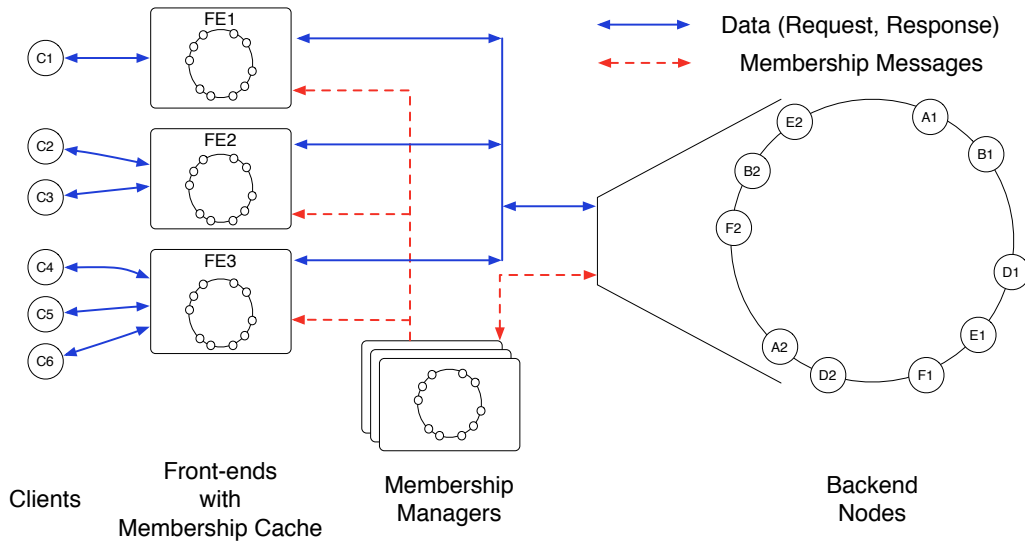 FE1
Data (Request, Response)
C1
Membership Messages
E2
A1
FE2
C2
B1
B2
C3
F2
FE3
C4
D1
C5
E1
A2
C6
D2
F1
Clients
Front-ends
with
Membership Cache
Membership
Managers
Backend
Nodes